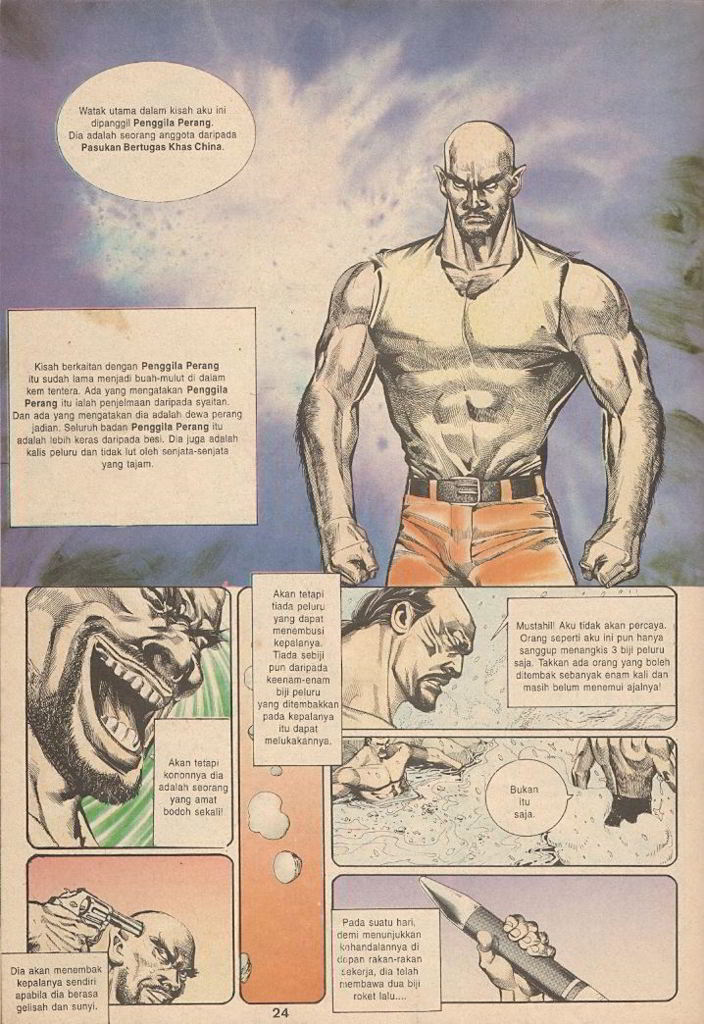 Watak utama dalam kisah aku ini
dipanggil Penggila Perang.
Dia adalah seorang anggota daripada
Pasukan Bertugas Khas China.
Kisah berkaitan dengan Penggila Perang
itu sudah lama menjadi buah-mulut di dalam
kem tentera. Ada yang mengatakan Penggila
Perang itu ialah penjelmaan daripada syaitan.
Dan ada yang mengatakan dia adalah dewa perang
jadian. Seluruh badan Penggila Perang itu
adalah lebih keras daripada besi. Dia juga adalah
kalis peluru dan tidak lut oleh senjata-senjata
yang tajam.
Akan tetapi
kononnya dia
adalah seorang
yang amat
bodoh sekali!
Dia akan menembak
kepalanya sendiri
apabila dia berasa
gelisah dan sunyi.
Akan tetapi
tiada peluru
yang dapat
menembusi
kepalanya.
Tiada sebiji
pun daripada
keenam-enam
biji peluru
yang ditembakkan
pada kepalanya
itu dapat
melukakannya.
Mustahil! Aku tidak akan percaya.
Orang seperti aku ini pun hanya
sanggup menangkis 3 biji peluru
saja. Takkan ada orang yang boleh
ditembak sebanyak enam kali dan
masih belum menemui ajalnya!
Bukan
itu
saja.
Pada suatu hari,
demi menunjukkan
kehandalannya di
depan rakan-rakan
sekerja, dia telah
membawa dua biji
roket lalu....
24